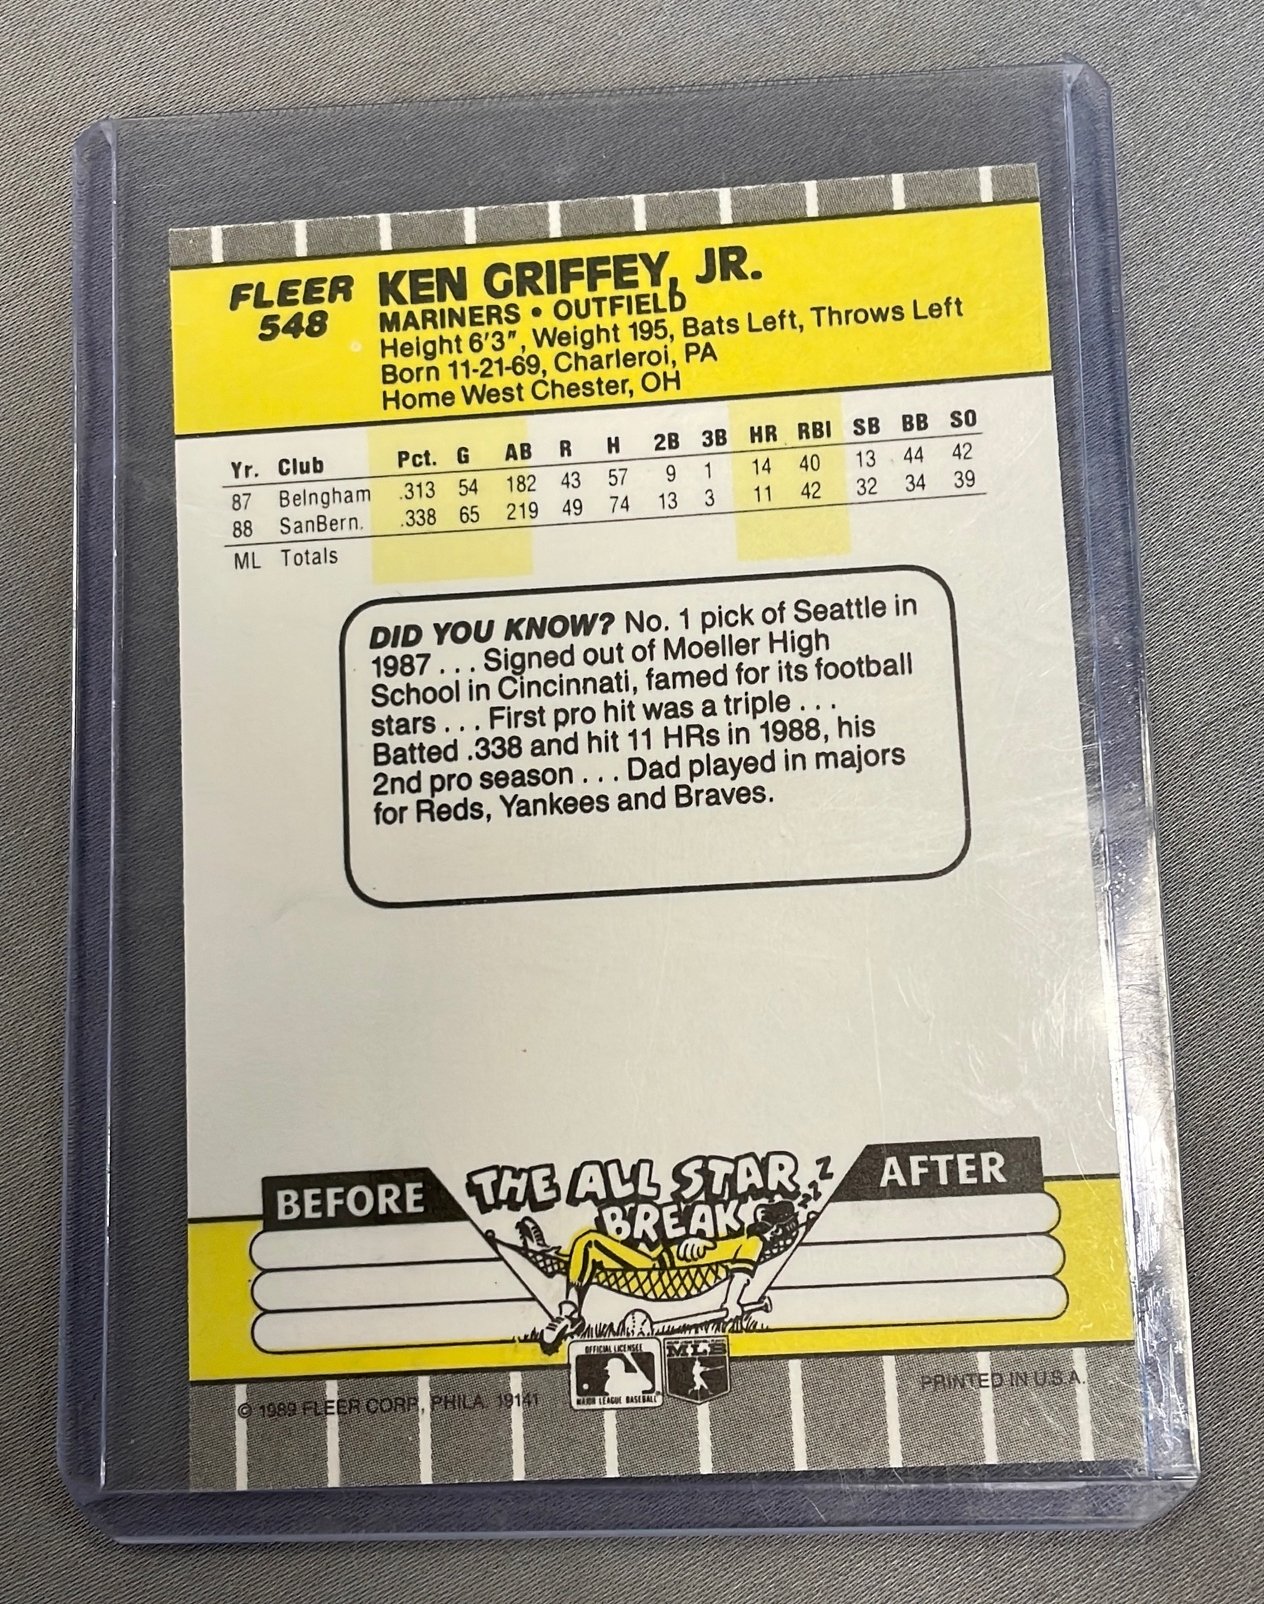 FLEER
548
KEN GRIFFEY, JR.
MARINERS • OUTFIELD
Height 6'3", Weight 195, Bats Left, Throws Left
Born 11-21-69, Charleroi, PA
Home West Chester, OH
Yr. Club Pct. G AB R H 2B 3B HR RBI SB BB SO
87 Belngham .313 54 182 43 57 9 1 14 40 13 44 42
88 SanBern. .338 65 219 49 74 13 3 11 42 32 34 39
ML Totals
DID YOU KNOW? No. 1 pick of Seattle in
1987 . . . Signed out of Moeller High
School in Cincinnati, famed for its football
stars . . . First pro hit was a triple . . .
Batted .338 and hit 11 HRs in 1988, his
2nd pro season . . . Dad played in majors
for Reds, Yankees and Braves.
BEFORE
THE ALL STAR
BREAK
Z
AFTER
OFFICIAL LICENSEE
MAJOR LEAGUE BASEBALL
MLB
© 1989 FLEER CORP., PHILA. 19141
PRINTED IN U.S.A.